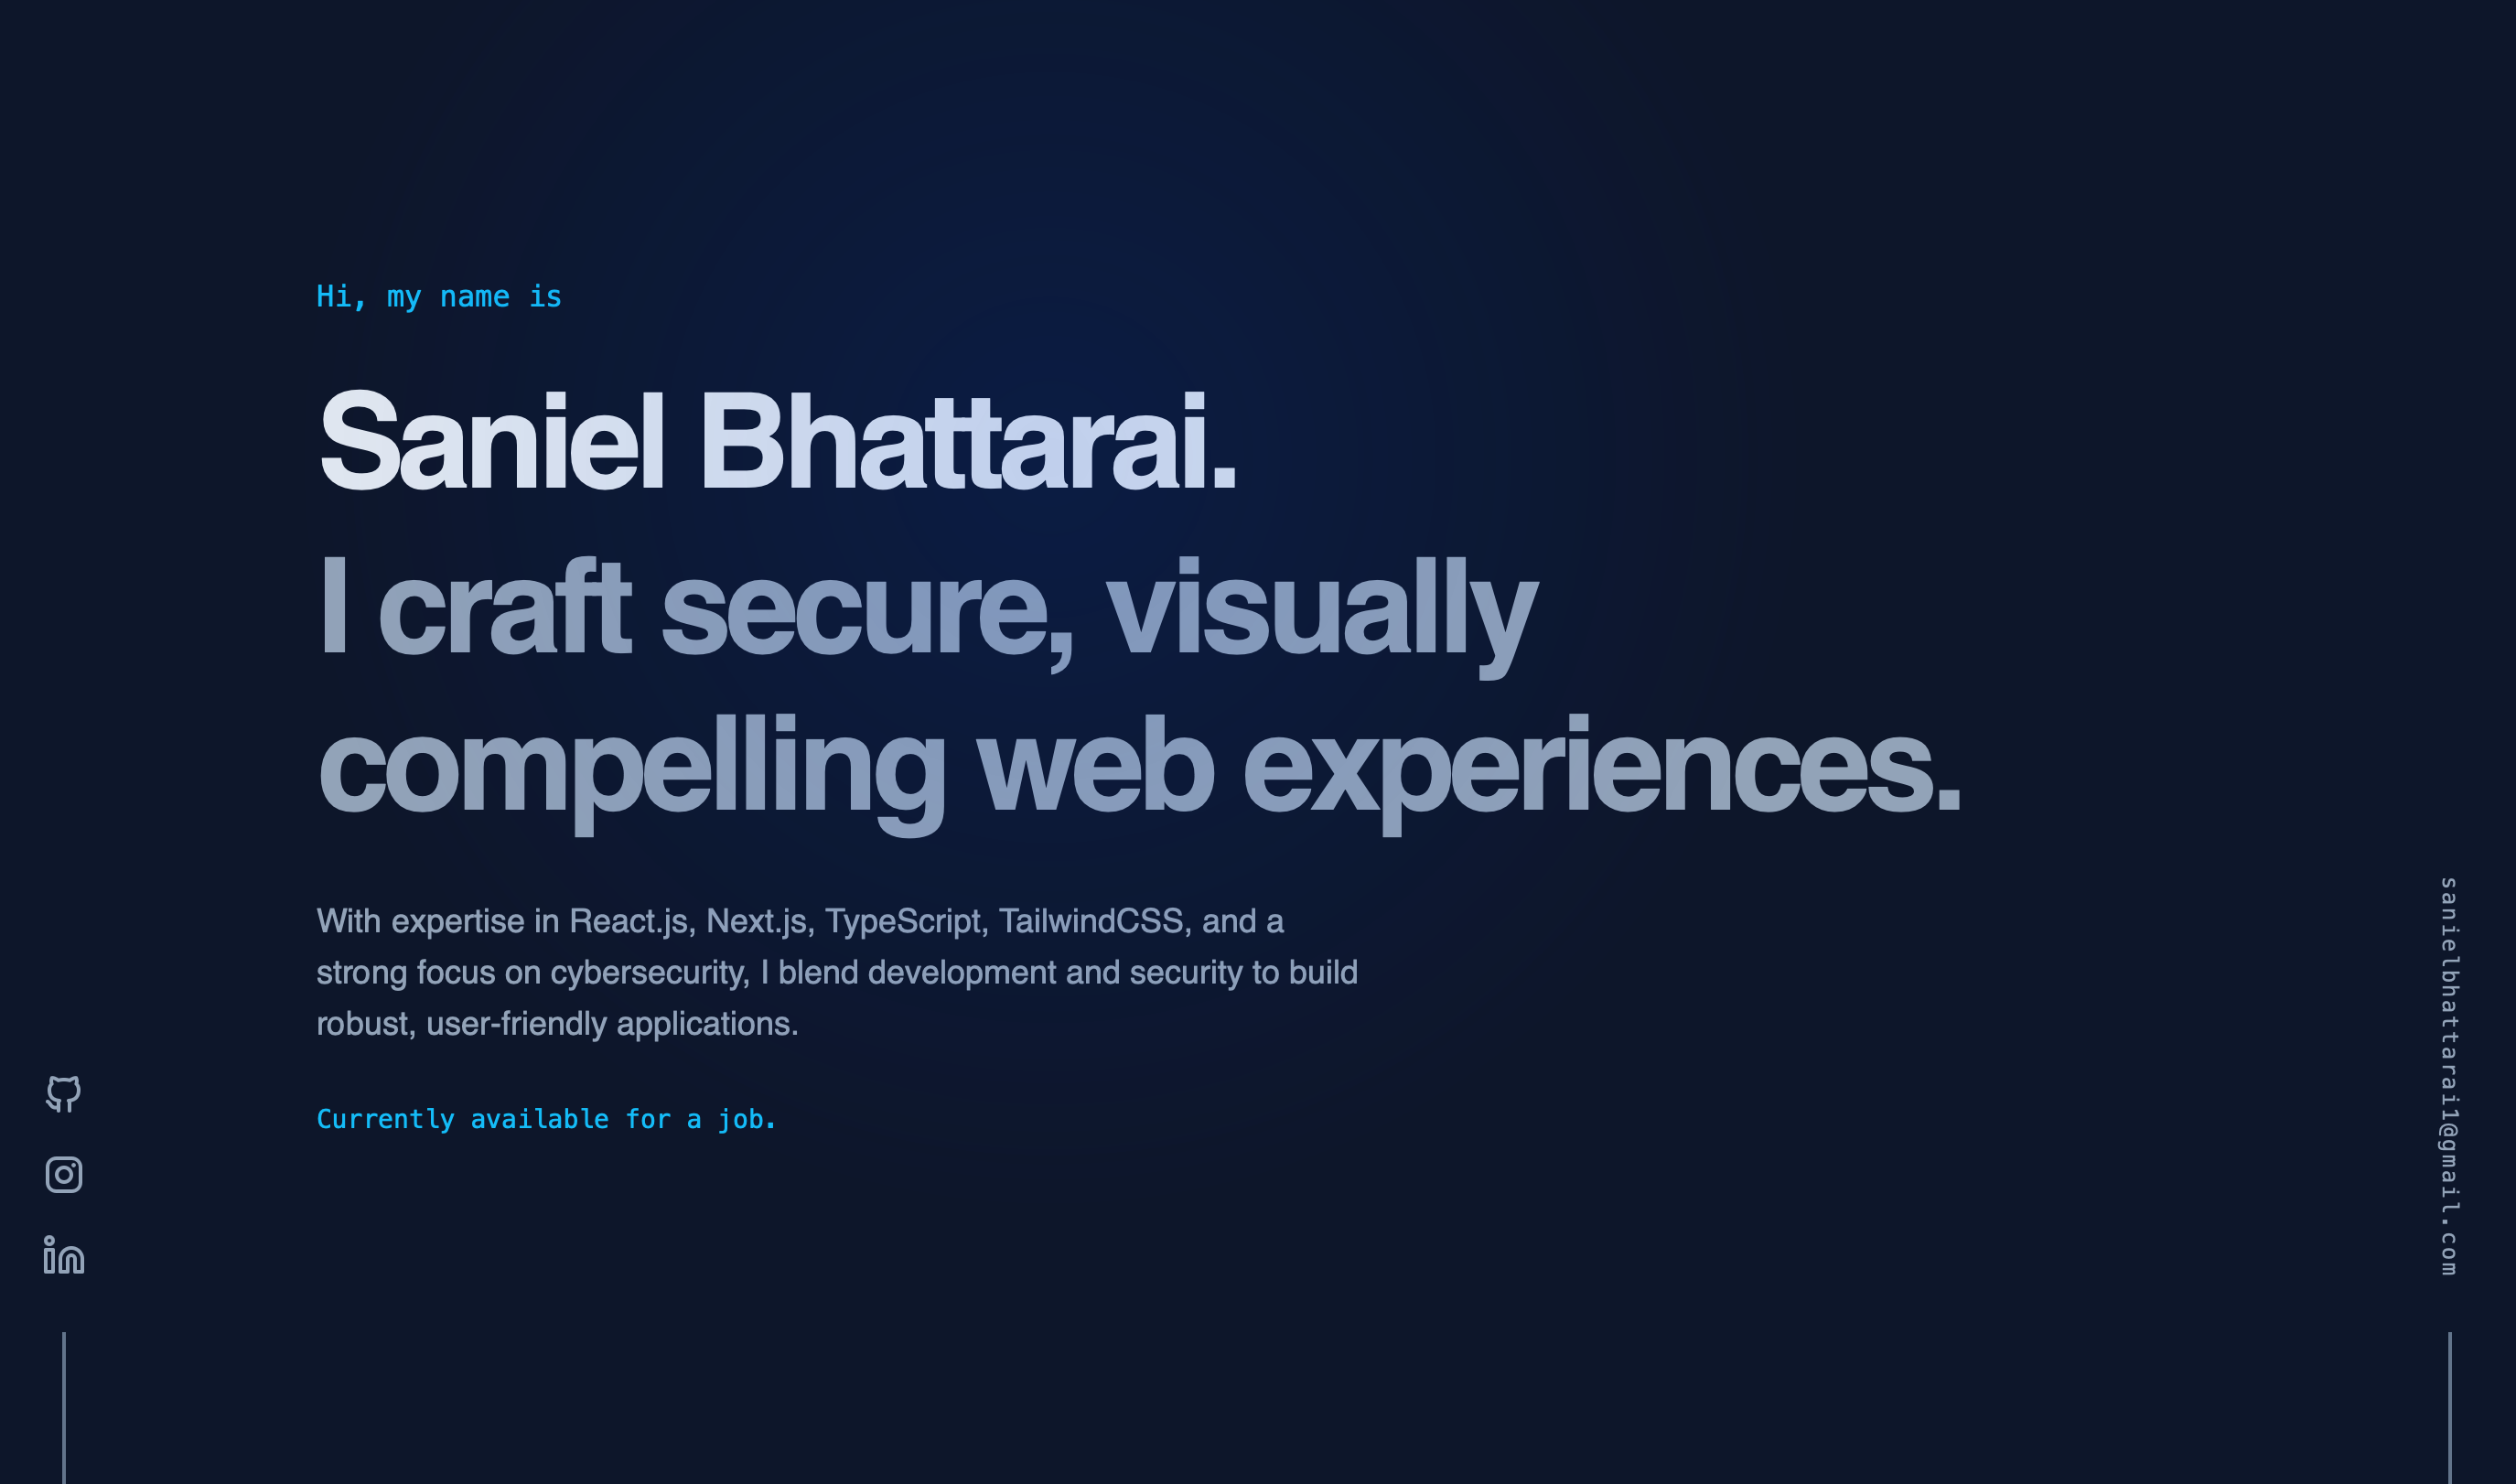 Hi, my name is
Saniel Bhattarai.
I craft secure, visually
compelling web experiences.
With expertise in React.js, Next.js, TypeScript, TailwindCSS, and a
strong focus on cybersecurity, I blend development and security to build
robust, user-friendly applications.
Currently available for a job.
sanielbhattarai1@gmail.com